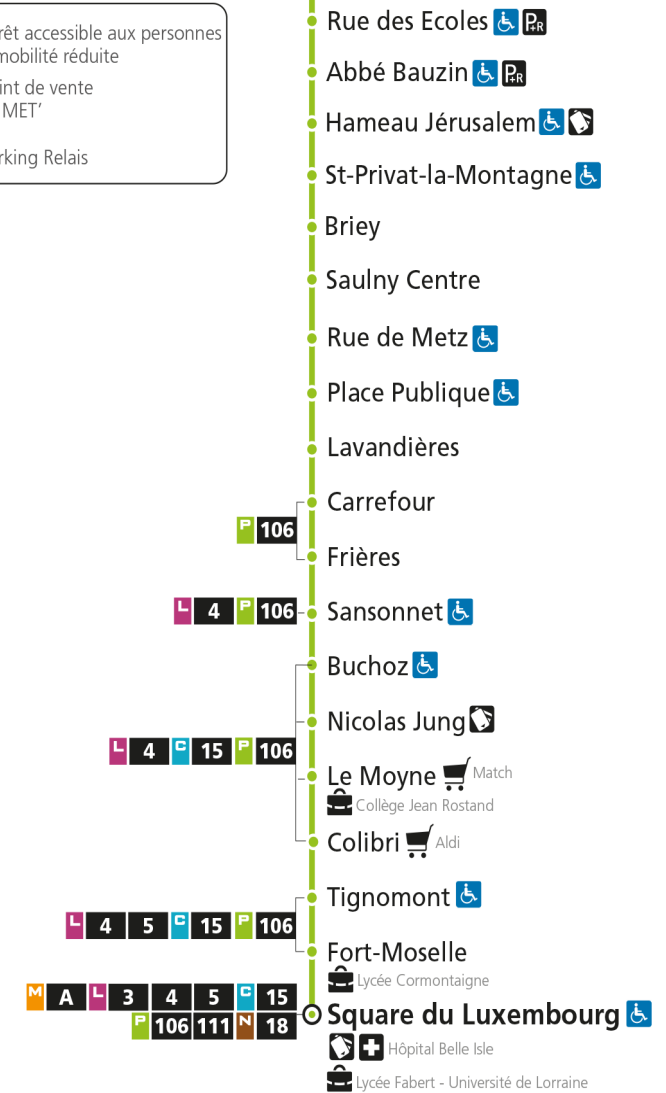 rêt accessible aux personnes
mobilité réduite
int de vente
MET’
rking Relais
Rue des Ecoles P+R
Abbé Bauzin P+R
Hameau Jérusalem
St-Privat-la-Montagne
Briey
Saulny Centre
Rue de Metz
Place Publique
Lavandières
Carrefour
P 106
Frières
L 4 P 106 Sansonnet
Buchoz
Nicolas Jung
L 4 C 15 P 106
Le Moyne Match
Collège Jean Rostand
Colibri Aldi
Tignomont
L 4 5 C 15 P 106
Fort-Moselle
Lycée Cormontaigne
M A L 3 4 5 C 15
P 106 111 N 18
Square du Luxembourg
Hôpital Belle Isle
Lycée Fabert - Université de Lorraine